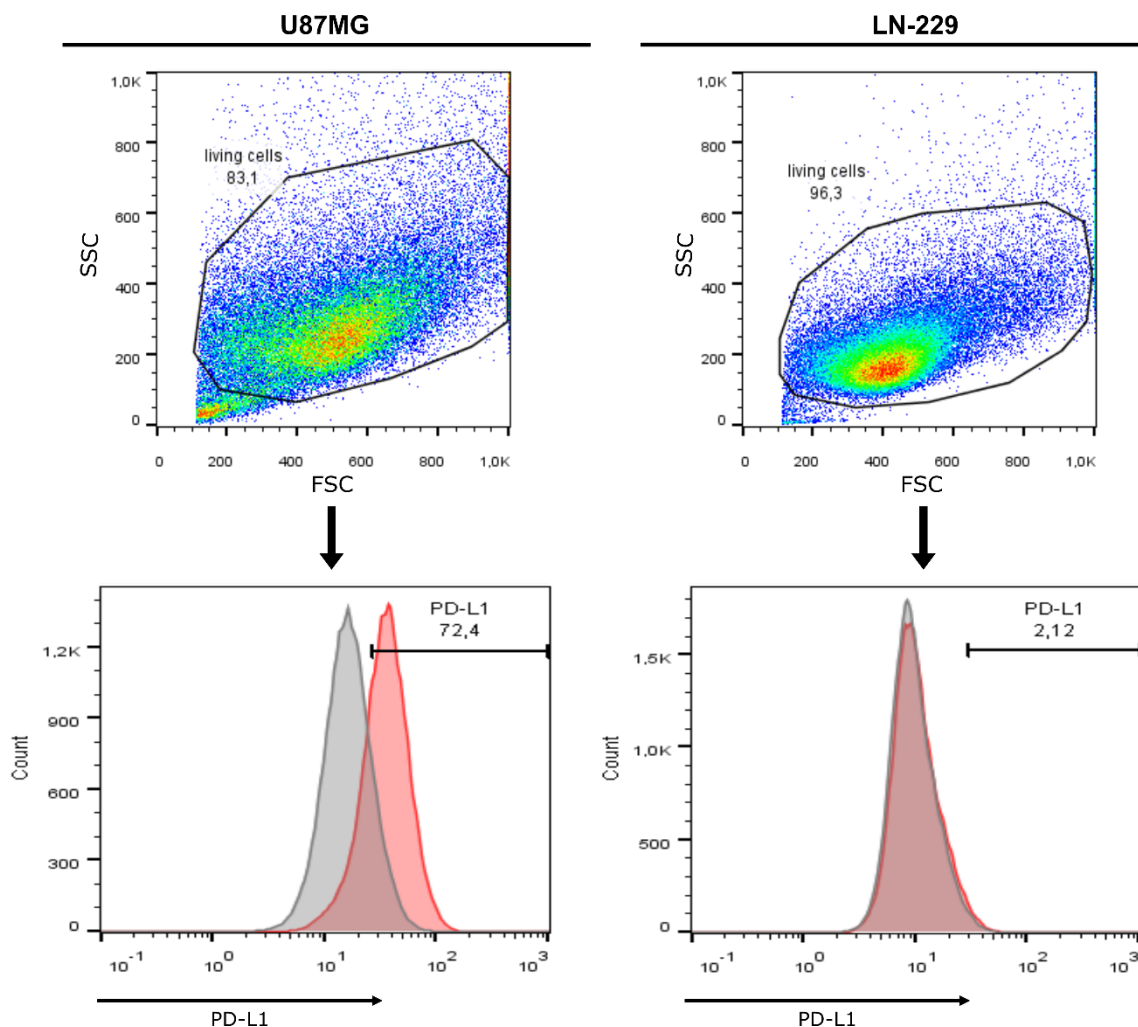 U87MG
LN-229
1,0K
800
600
400
200
0
SSC
living cells
83,1
0 200 400 600 800 1,0K
FSC
1,0K
800
600
400
200
0
SSC
living cells
96,3
0 200 400 600 800 1,0K
FSC
1,2K
900
600
300
0
Count
PD-L1
72,4
10-1 100 101 102 103
PD-L1
1,5K
1,0K
500
0
Count
PD-L1
2,12
10-1 100 101 102 103
PD-L1